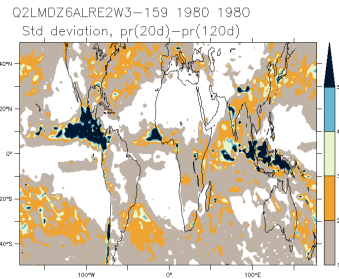 Q2LMDZ6ALRE2W3-159 1980 1980
Std deviation, pr(20d)-pr(120d)
40°N
20°N
0°
20°S
40°S
100°W
0°
100°E
5
4
3
2
1